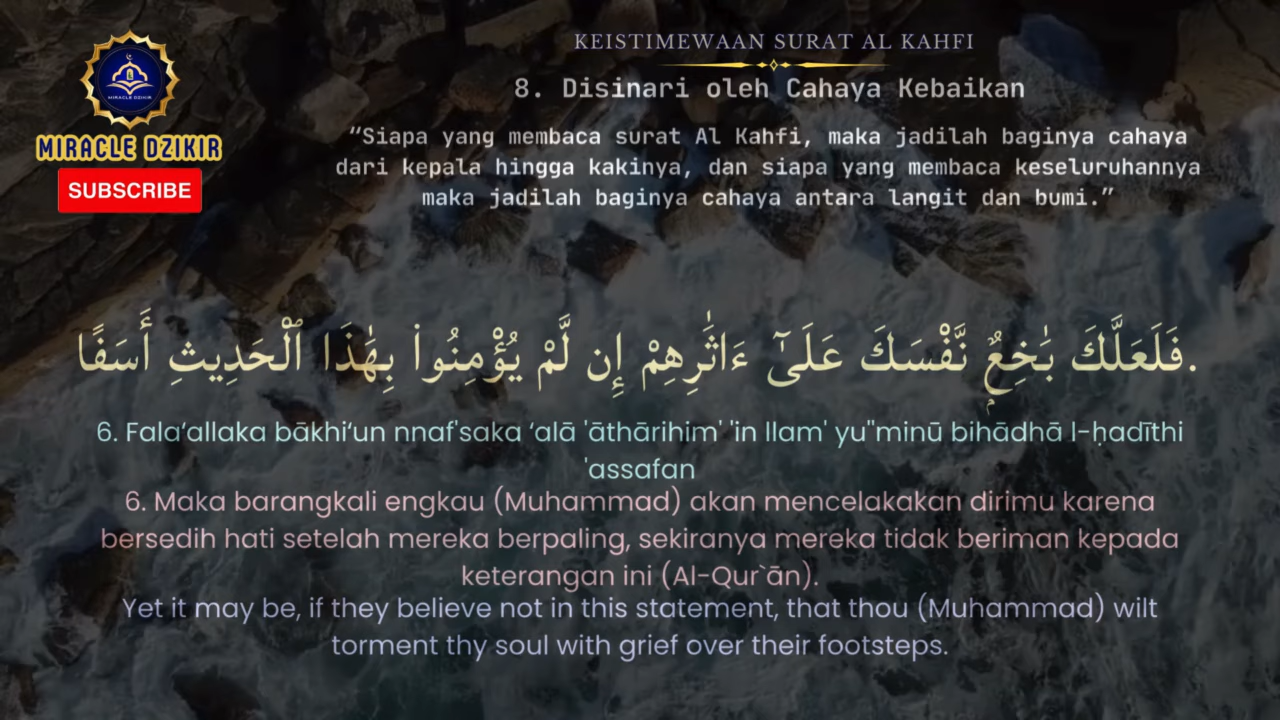 KEISTIMEWAAN SURAT AL KAHFI
8. Disinari oleh Cahaya Kebaikan
“Siapa yang membaca surat Al Kahfi, maka jadilah baginya cahaya
dari kepala hingga kakinya, dan siapa yang membaca keseluruhannya
maka jadilah baginya cahaya antara langit dan bumi.”
MIRACLE DZIKIR
MIRACLE DZIKIR
SUBSCRIBE
فَلَعَلَّكَ بَٰخِعٌۭ نَّفْسَكَ عَلَىٰٓ ءَاثَٰرِهِمْ إِن لَّمْ يُؤْمِنُوا۟ بِهَٰذَا ٱلْحَدِيثِ أَسَفًا.
6. Fala‘allaka bākhi‘un nnaf'saka ‘alā 'āthārihim' 'in llam' yu"minū bihādhā l-ḥadīthi
'assafan
6. Maka barangkali engkau (Muhammad) akan mencelakakan dirimu karena
bersedih hati setelah mereka berpaling, sekiranya mereka tidak beriman kepada
keterangan ini (Al-Qur`ān).
Yet it may be, if they believe not in this statement, that thou (Muhammad) wilt
torment thy soul with grief over their footsteps.